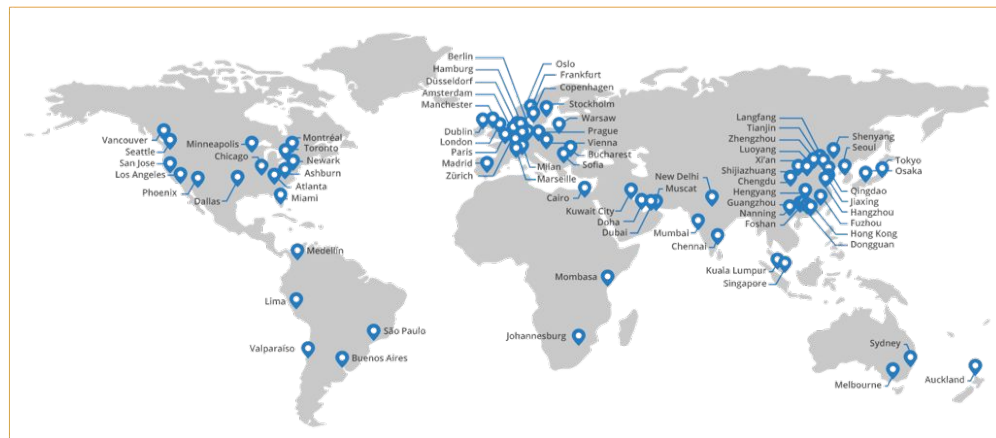 Vancouver
Seattle
San Jose
Los Angeles
Phoenix
Minneapolis
Chicago
Dallas
Montréal
Toronto
Newark
Ashburn
Atlanta
Miami
Medellín
Lima
São Paulo
Valparaíso
Buenos Aires
Berlin
Hamburg
Düsseldorf
Amsterdam
Manchester
Dublin
London
Paris
Madrid
Zürich
Oslo
Frankfurt
Copenhagen
Stockholm
Warsaw
Prague
Vienna
Bucharest
Sofia
Milan
Marseille
Cairo
Kuwait City
Doha
Dubai
Muscat
New Delhi
Mumbai
Chennai
Mombasa
Johannesburg
Langfang
Tianjin
Zhengzhou
Luoyang
Xi'an
Shijiazhuang
Chengdu
Hengyang
Guangzhou
Nanning
Foshan
Shenyang
Seoul
Tokyo
Osaka
Qingdao
Jiaxing
Hangzhou
Fuzhou
Hong Kong
Dongguan
Kuala Lumpur
Singapore
Sydney
Melbourne
Auckland